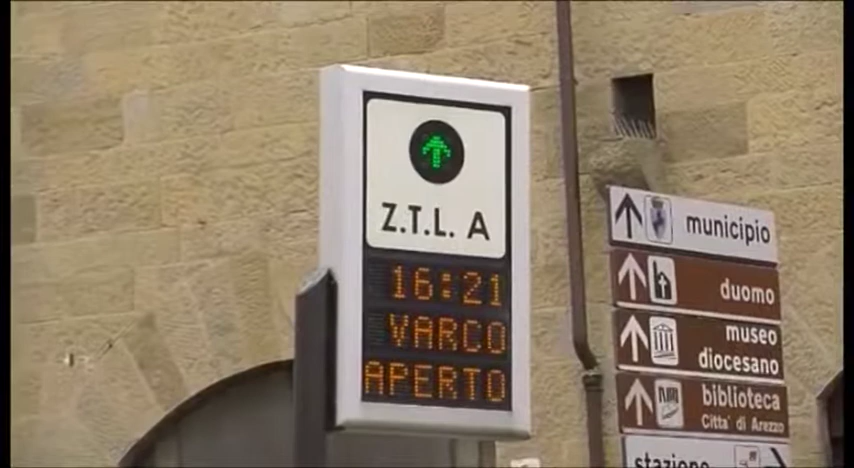 Z.T.L. A
16:21
VARCO
APERTO
municipio
duomo
museo
diocesano
biblioteca
Citta' di Arezzo
stazione